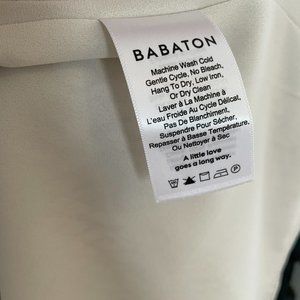 BABATON
Machine Wash Cold
Gentle Cycle, No Bleach,
Hang To Dry, Low Iron,
Or Dry Clean
Laver À La Machine à
L'eau Froide Au Cycle Délicat,
Pas De Blanchiment,
Suspendre Pour Sécher,
Repasser à Basse Température,
Ou Nettoyer à Sec
A little love
goes a long way.